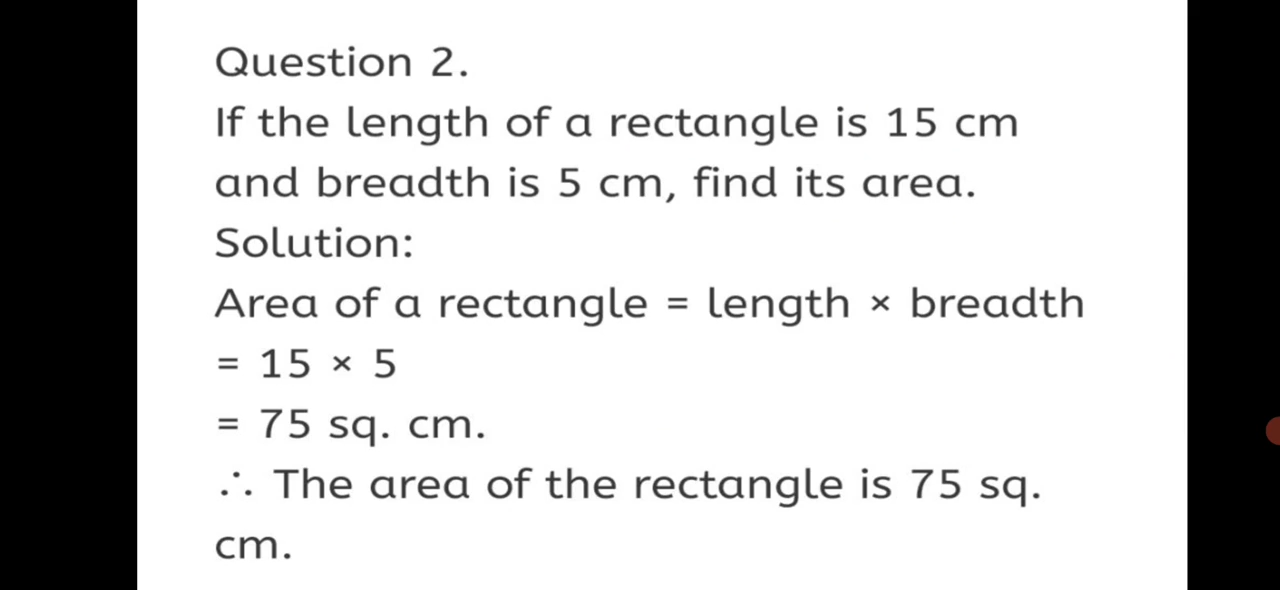 Question 2.
If the length of a rectangle is 15 cm
and breadth is 5 cm, find its area.
Solution:
Area of a rectangle = length × breadth
= 15 × 5
= 75 sq. cm.
∴ The area of the rectangle is 75 sq.
cm.